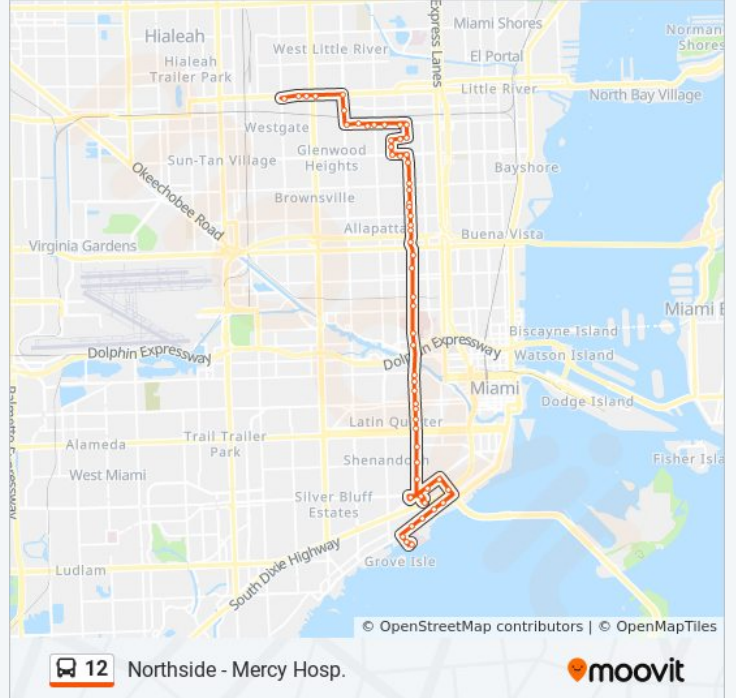 Miami Shores
Norman
Shores
Hialeah
West Little River
Express Lanes
El Portal
Hialeah
Trailer Park
Little River
North Bay Village
Westgate
Glenwood
Heights
Sun-Tan Village
Bayshore
Okeechobee Road
Brownsville
Allapatta
Buena Vista
Virginia Gardens
Miami B
Biscayne Island
Dolphin Expressway
Dolphin Expressway
Watson Island
Miami
Dodge Island
Palmetto Expressway
Latin Quarter
Alameda
Trail Trailer
Park
Shenandoah
Fisher Isla
West Miami
Silver Bluff
Estates
South Dixie Highway
Grove Isle
Ludlam
© OpenStreetMap contributors | © OpenMapTiles
12 Northside - Mercy Hosp.
moovit